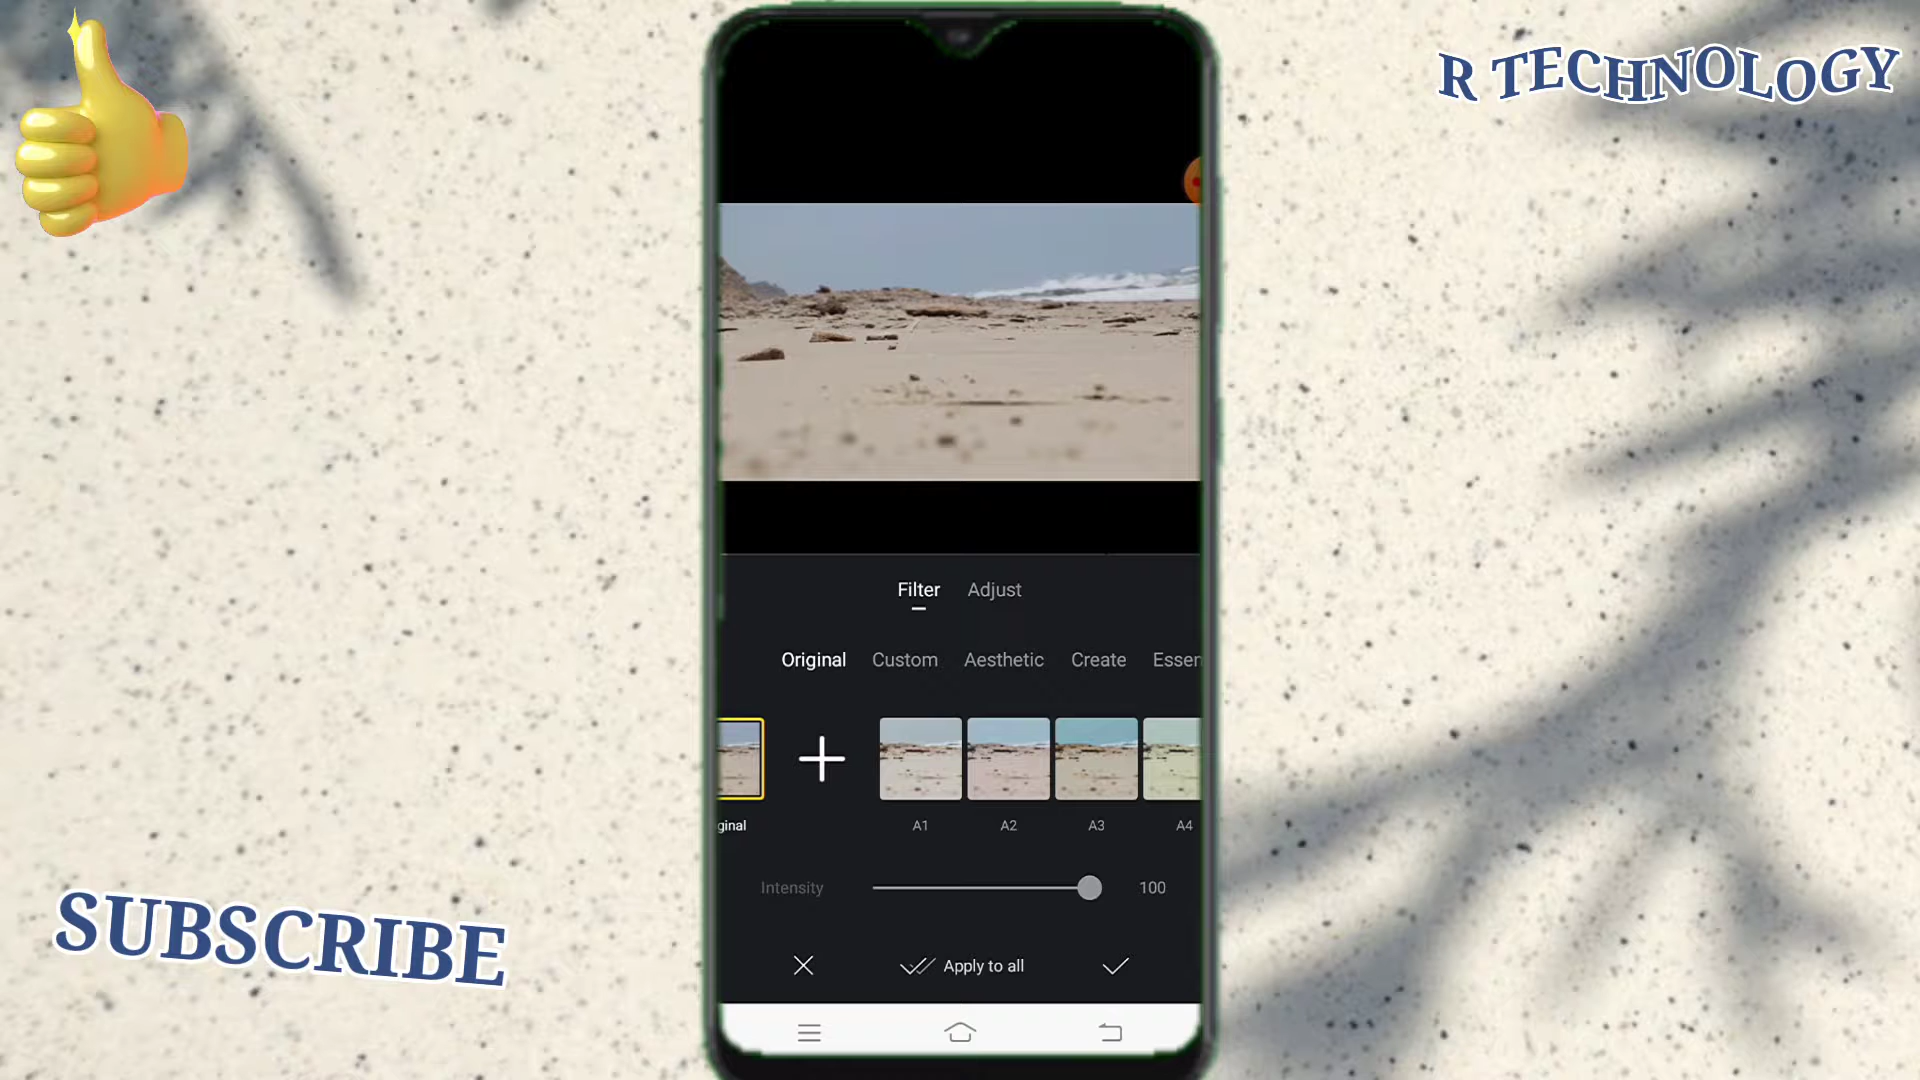 R TECHNOLOGY
Filter Adjust
Original Custom Aesthetic Create Essen
ginal A1 A2 A3 A4
Intensity 100
Apply to all
SUBSCRIBE